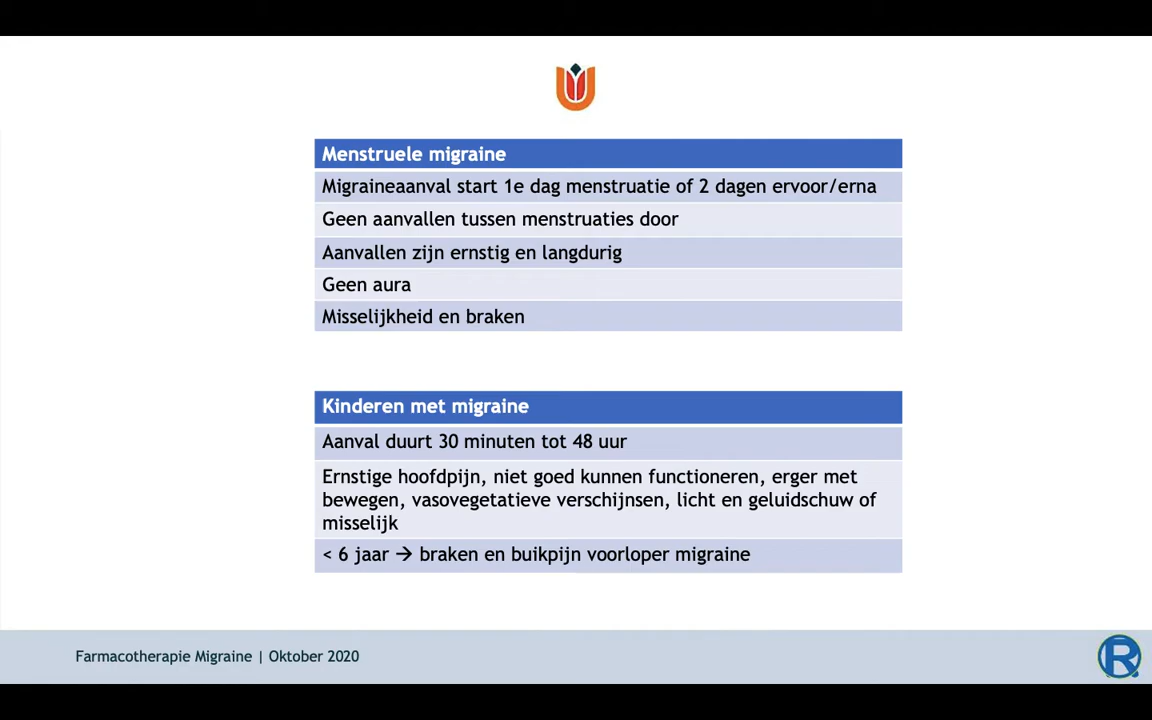 Menstruele migraine
Migraineaanval start 1e dag menstruatie of 2 dagen ervoor/erna
Geen aanvallen tussen menstruaties door
Aanvallen zijn ernstig en langdurig
Geen aura
Misselijkheid en braken
Kinderen met migraine
Aanval duurt 30 minuten tot 48 uur
Ernstige hoofdpijn, niet goed kunnen functioneren, erger met
bewegen, vasovegetatieve verschijnsen, licht en geluidschuw of
misselijk
< 6 jaar → braken en buikpijn voorloper migraine
Farmacotherapie Migraine | Oktober 2020
R